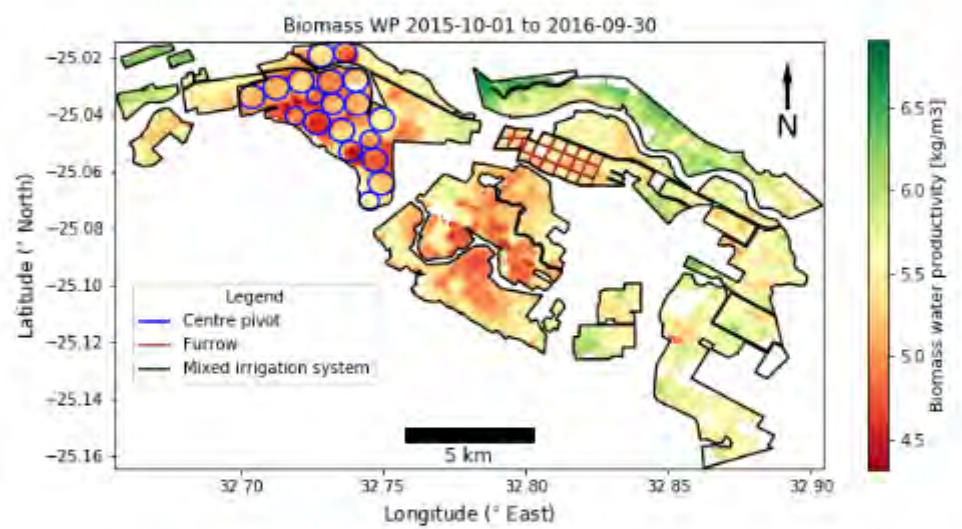 Biomass WP 2015-10-01 to 2016-09-30
−25.02
−25.04
−25.06
−25.08
−25.10
−25.12
−25.14
−25.16
Latitude (° North)
N
Legend
Centre pivot
Furrow
Mixed irrigation system
5 km
32.70
32.75
32.80
32.85
32.90
Longitude (° East)
6.5
6.0
5.5
5.0
4.5
Biomass water productivity [kg/m3]